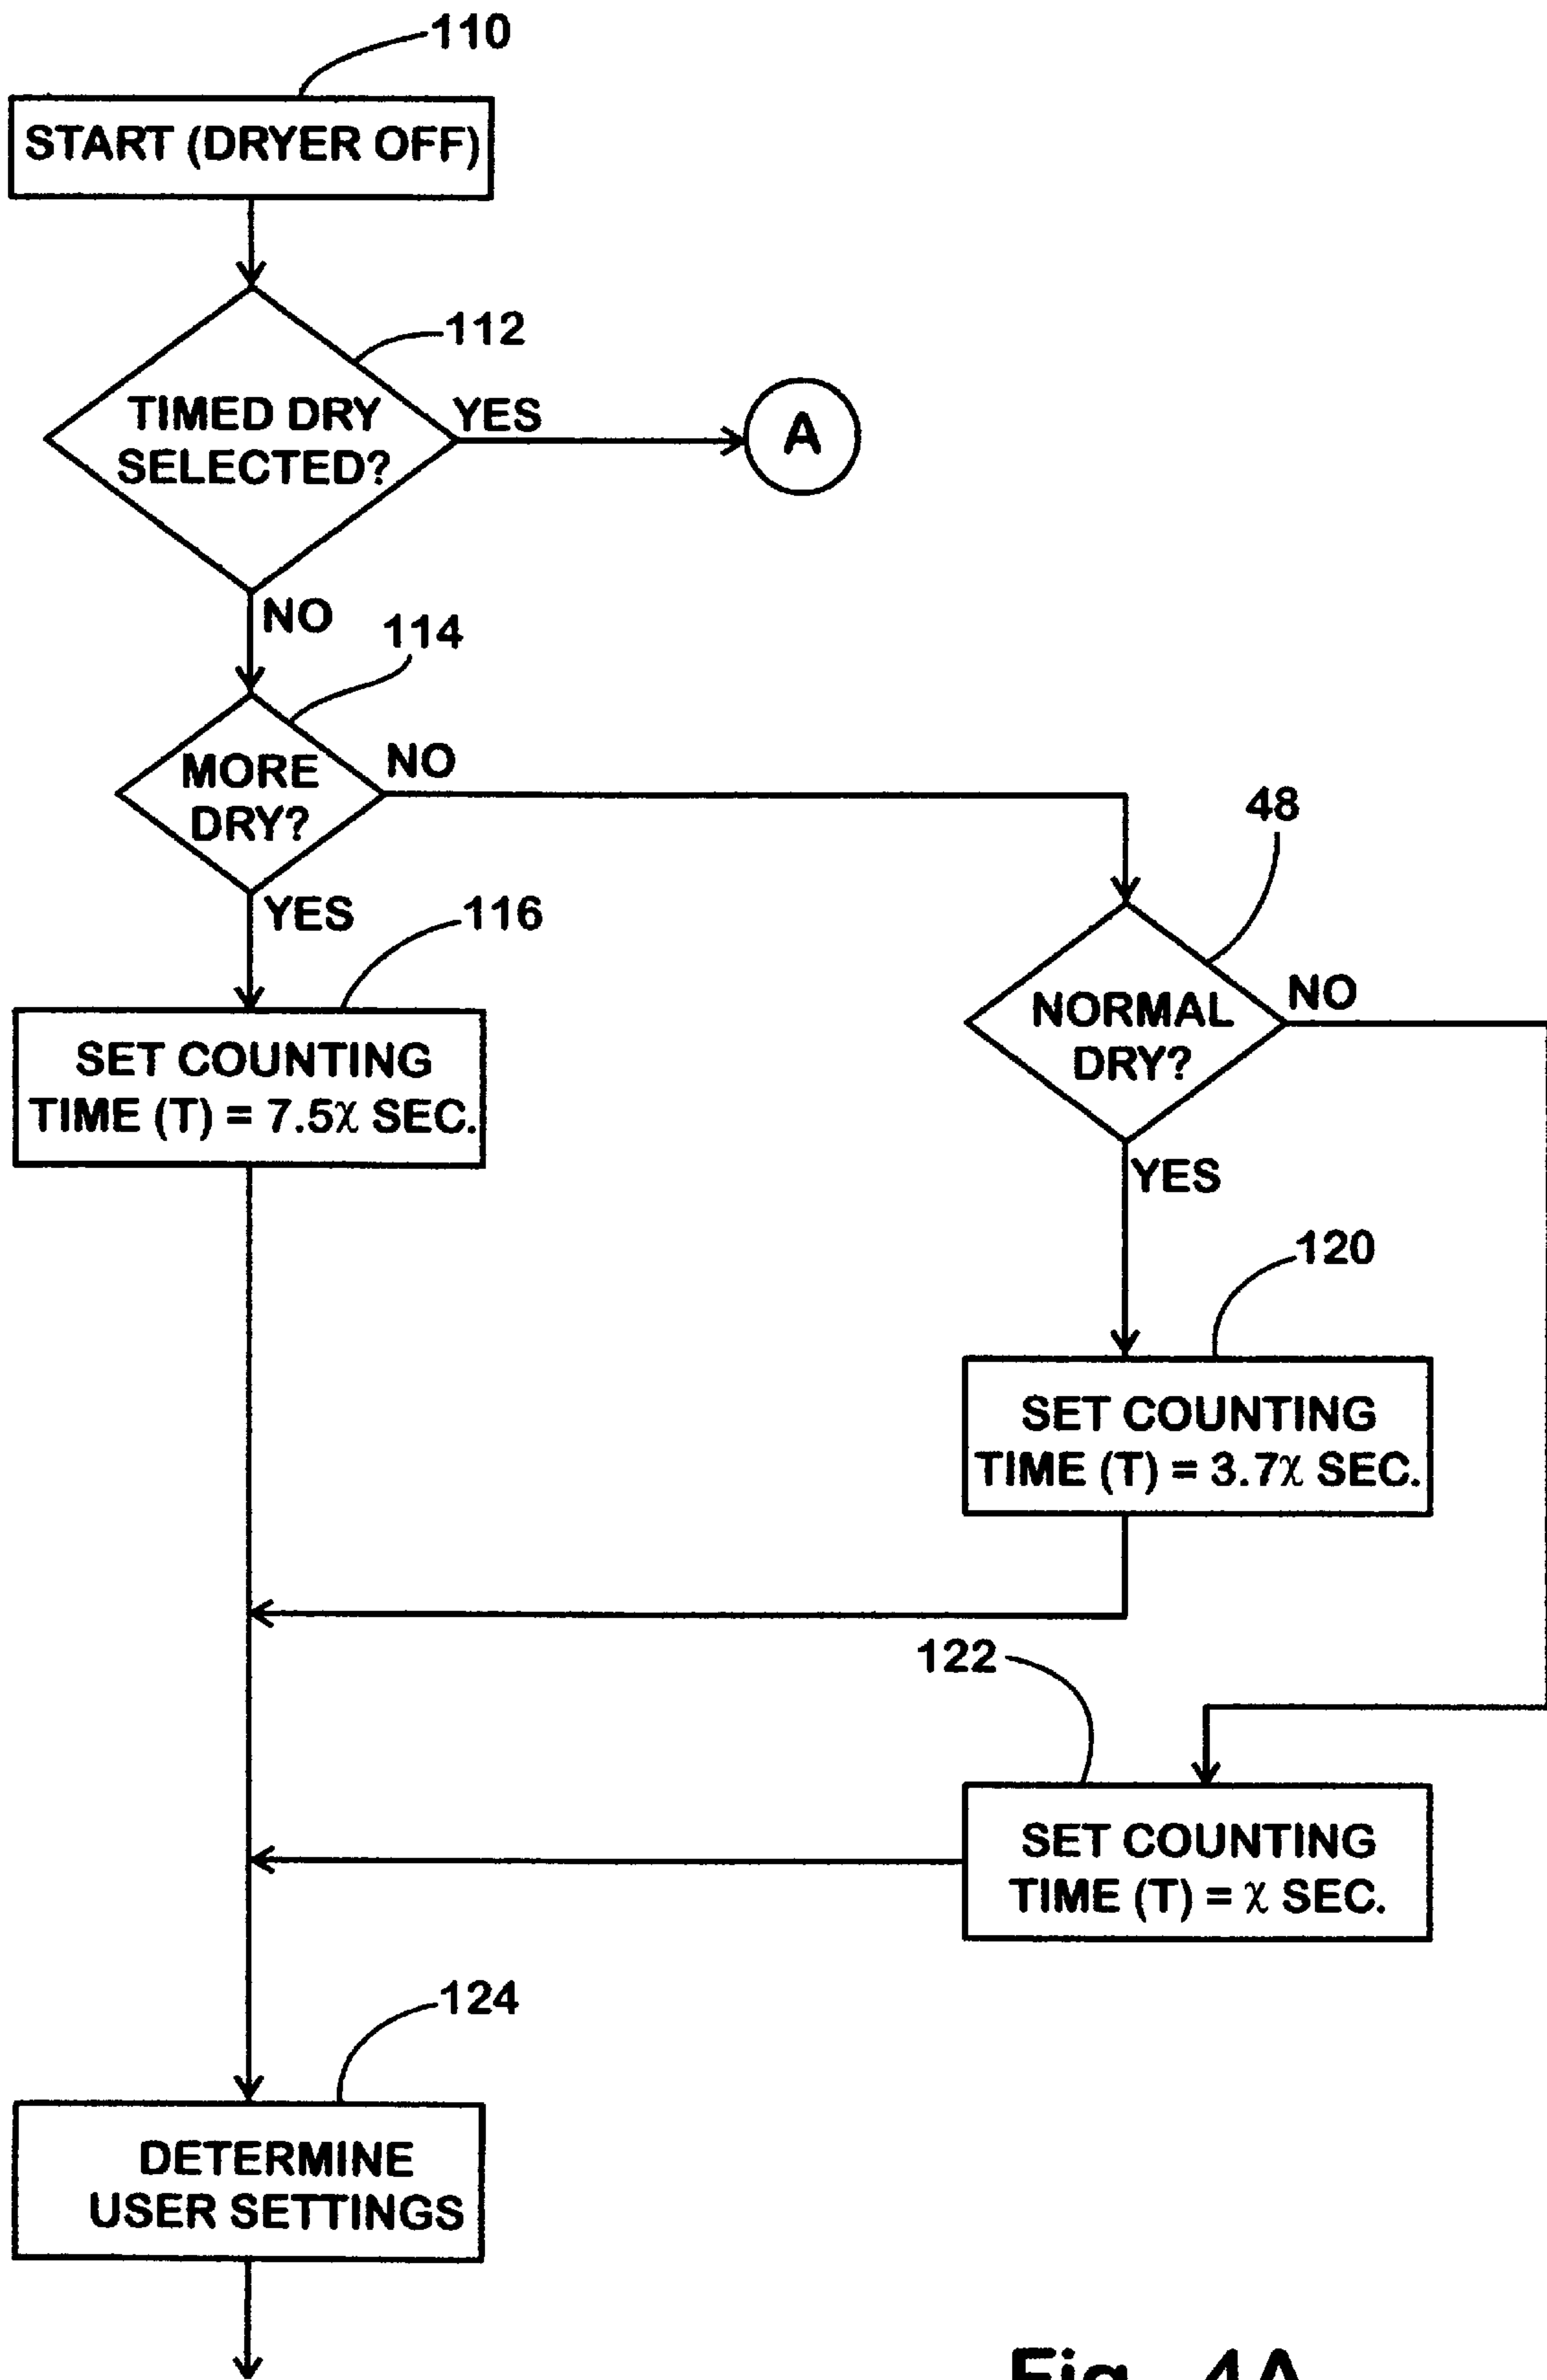 110
START (DRYER OFF)
112
TIMED DRY
SELECTED?
YES
A
NO
114
MORE
DRY?
NO
48
YES
116
NORMAL
DRY?
NO
SET COUNTING
TIME (T) = 7.5χ SEC.
YES
120
SET COUNTING
TIME (T) = 3.7χ SEC.
122
SET COUNTING
TIME (T) = χ SEC.
124
DETERMINE
USER SETTINGS
Fig. 4A